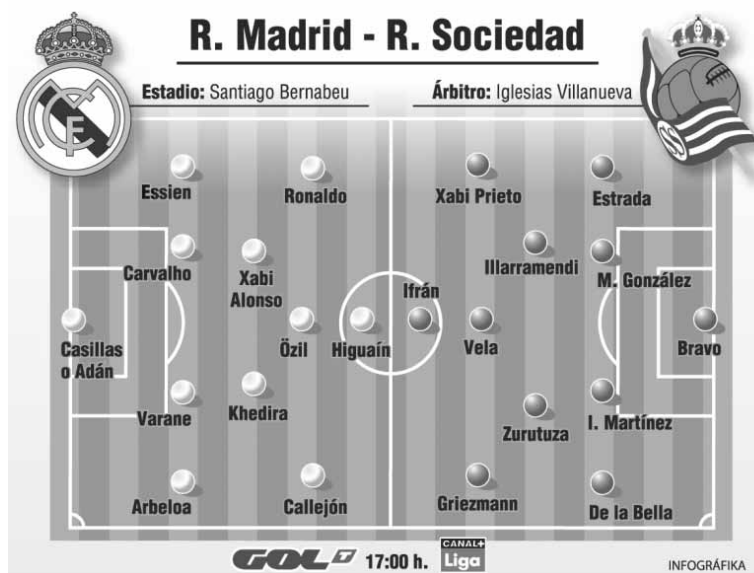 R. Madrid - R. Sociedad
Estadio: Santiago Bernabeu
Árbitro: Iglesias Villanueva
Essien
Ronaldo
Xabi Prieto
Estrada
Carvalho
Xabi
Alonso
Illarramendi
M. González
Ifrán
Casillas
o Adán
Özil
Higuaín
Vela
Bravo
Varane
Khedira
Zurutuza
I. Martínez
Arbeloa
Callejón
Griezmann
De la Bella
GOL T 17:00 h. CANAL+
Liga
INFOGRÁFIKA